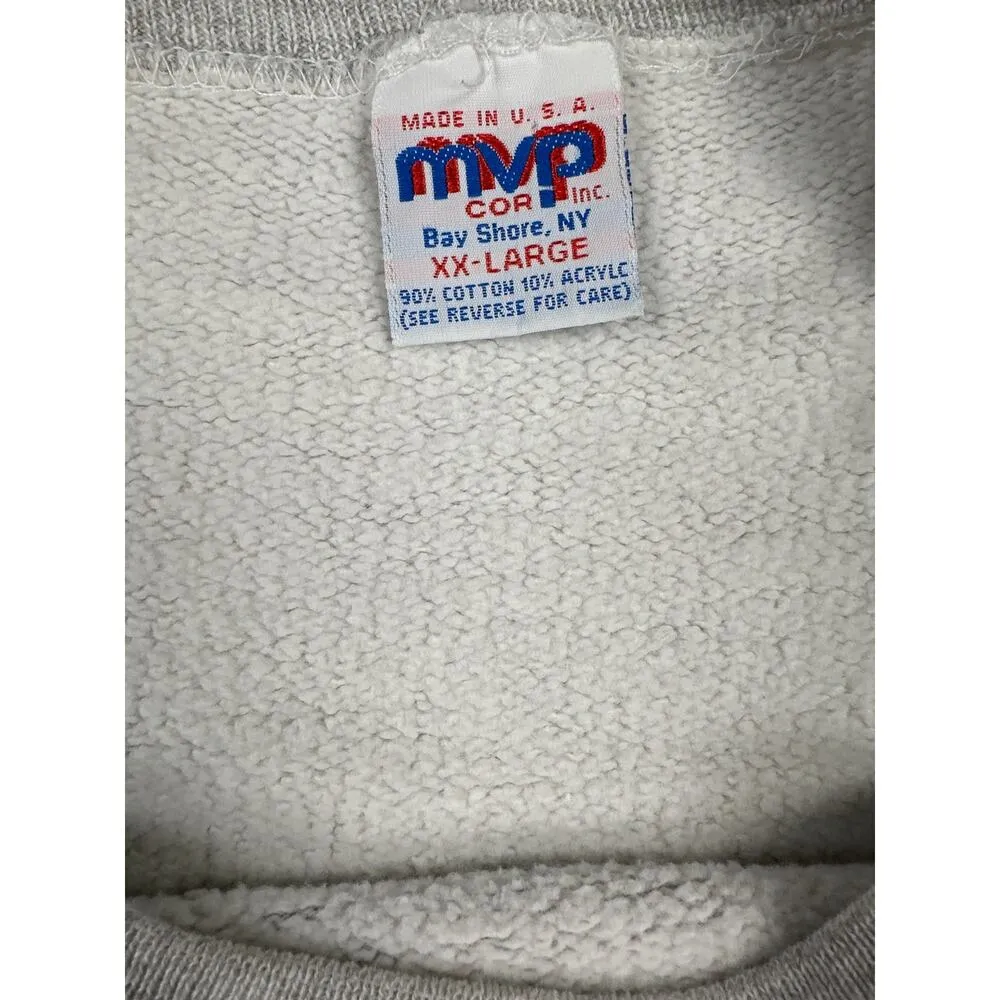 MADE IN U. S. A.
mvp
COR Inc.
Bay Shore, NY
XX-LARGE
90% COTTON 10% ACRYLC
(SEE REVERSE FOR CARE)